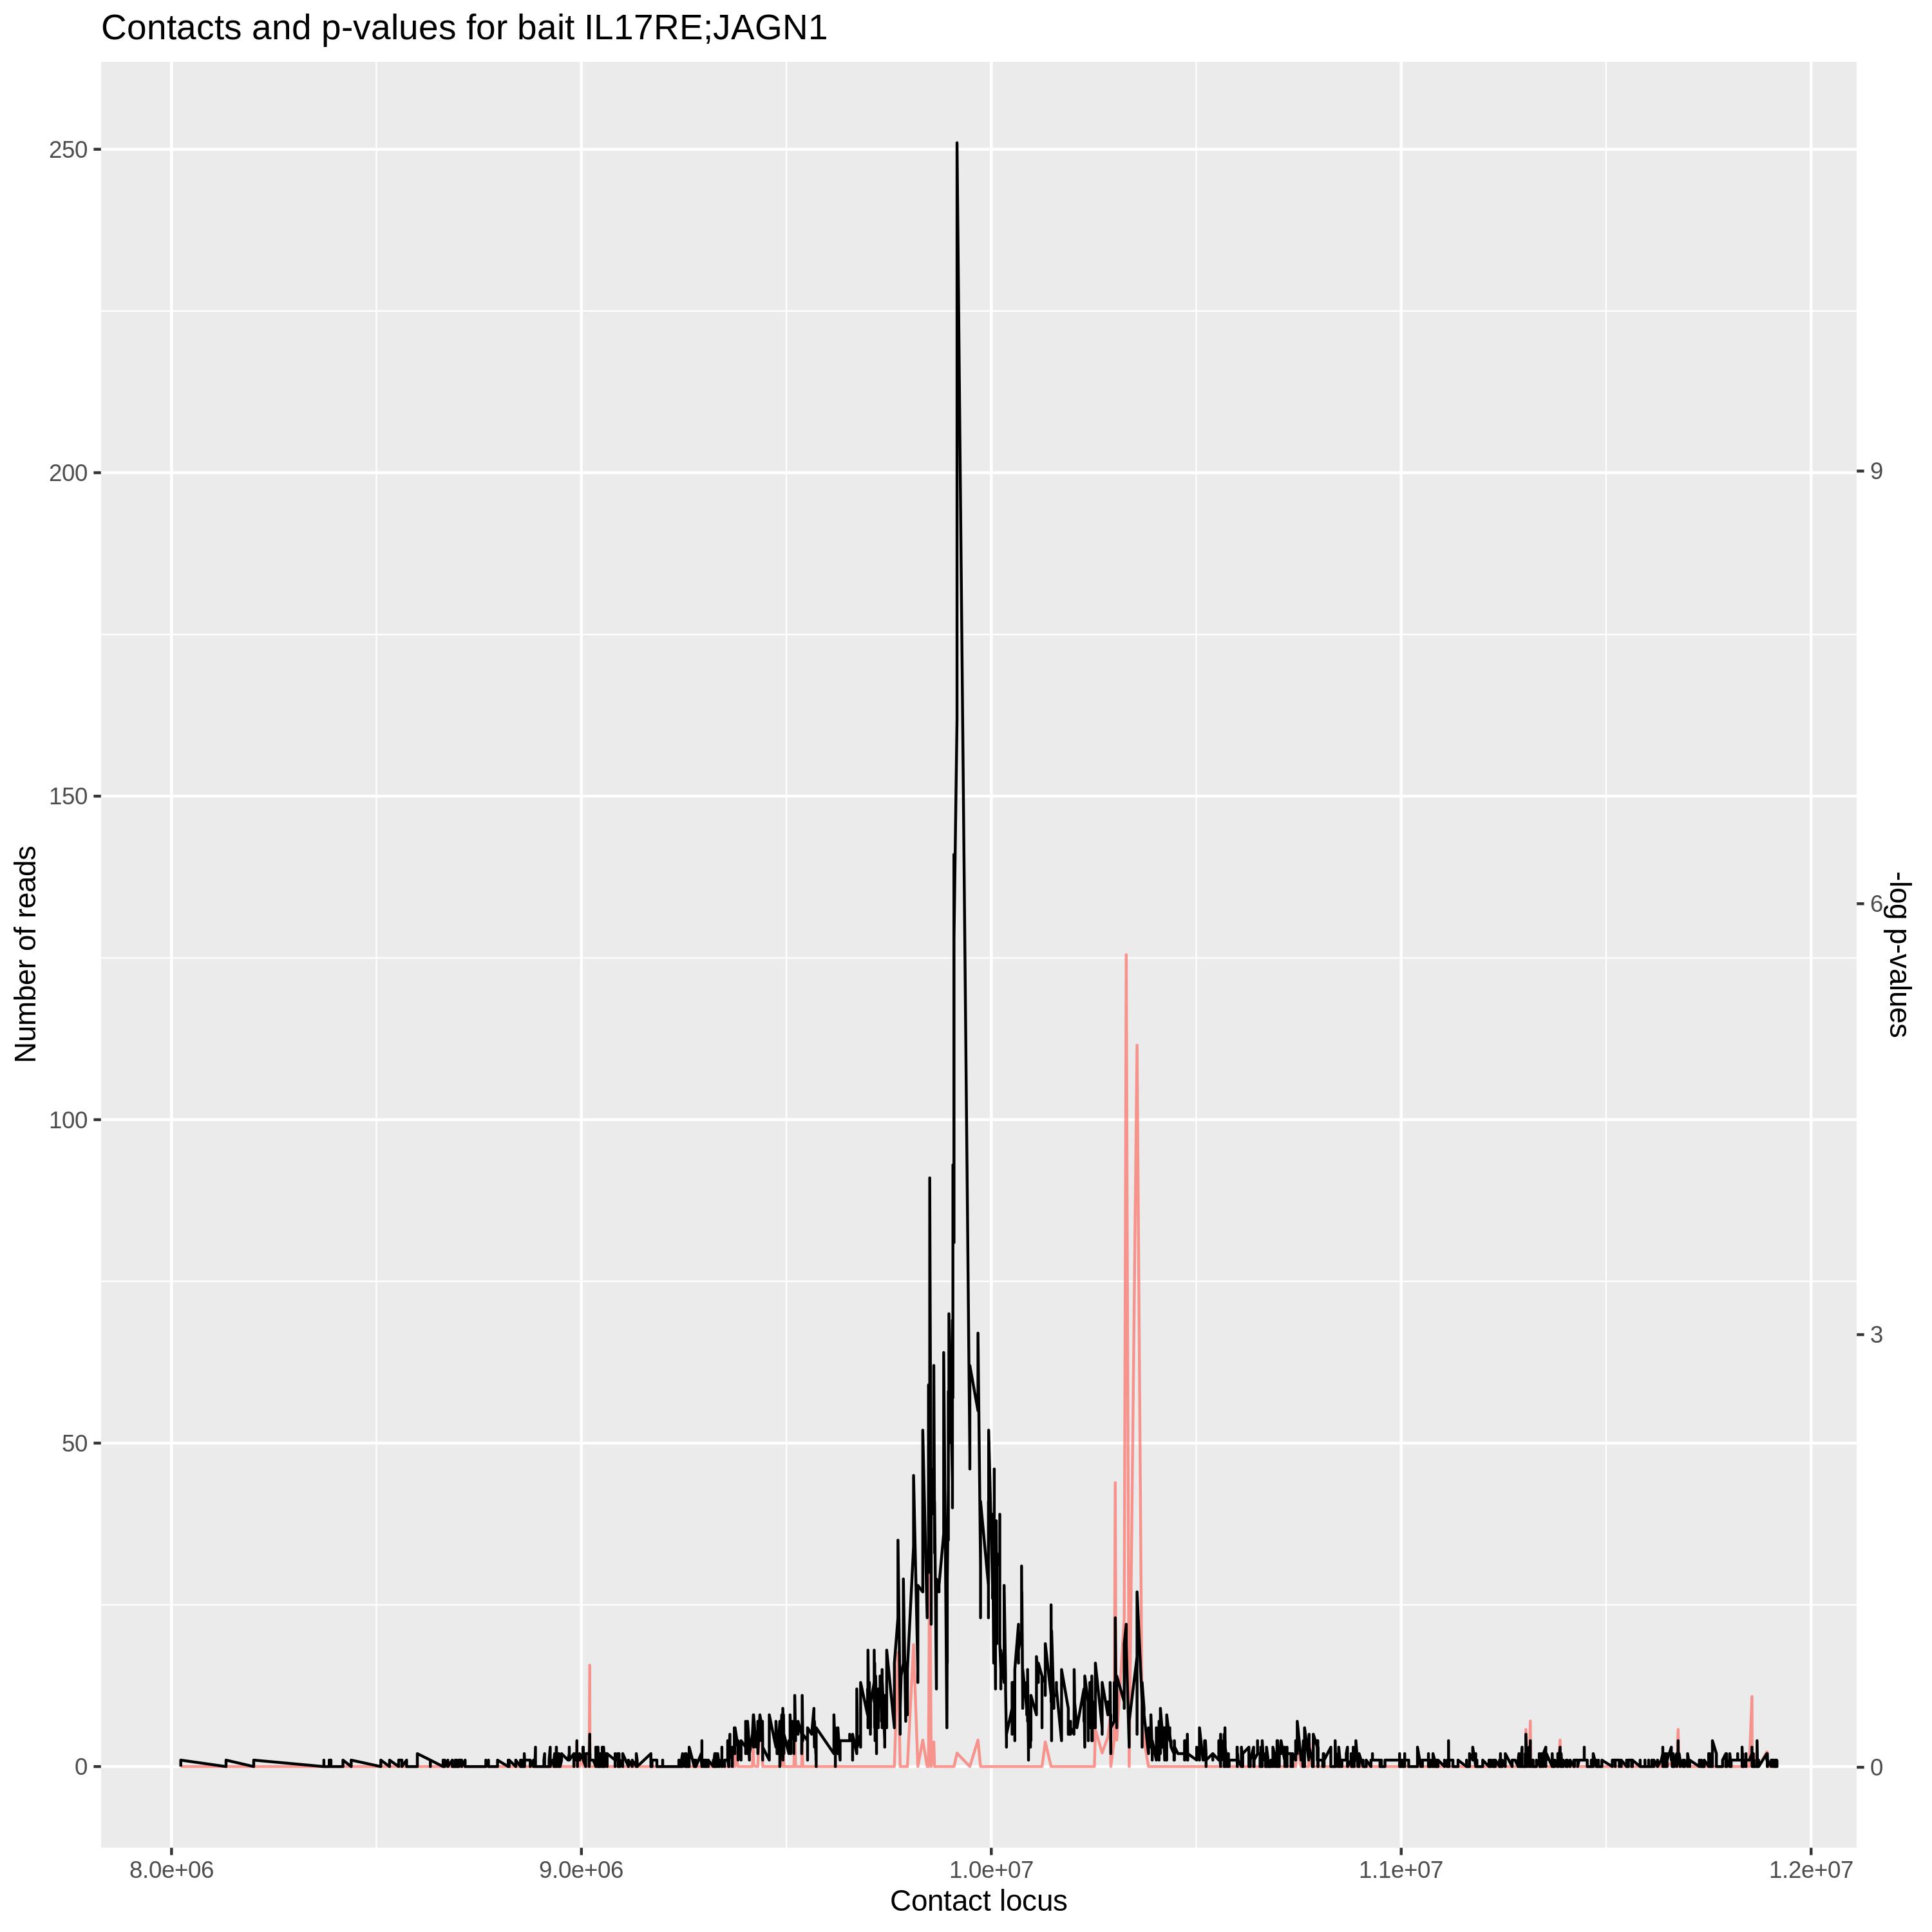 Contacts and p-values for bait IL17RE;JAGN1
250
200
150
100
50
0
Number of reads
9
6
3
0
-log p-values
8.0e+06
9.0e+06
1.0e+07
1.1e+07
1.2e+07
Contact locus